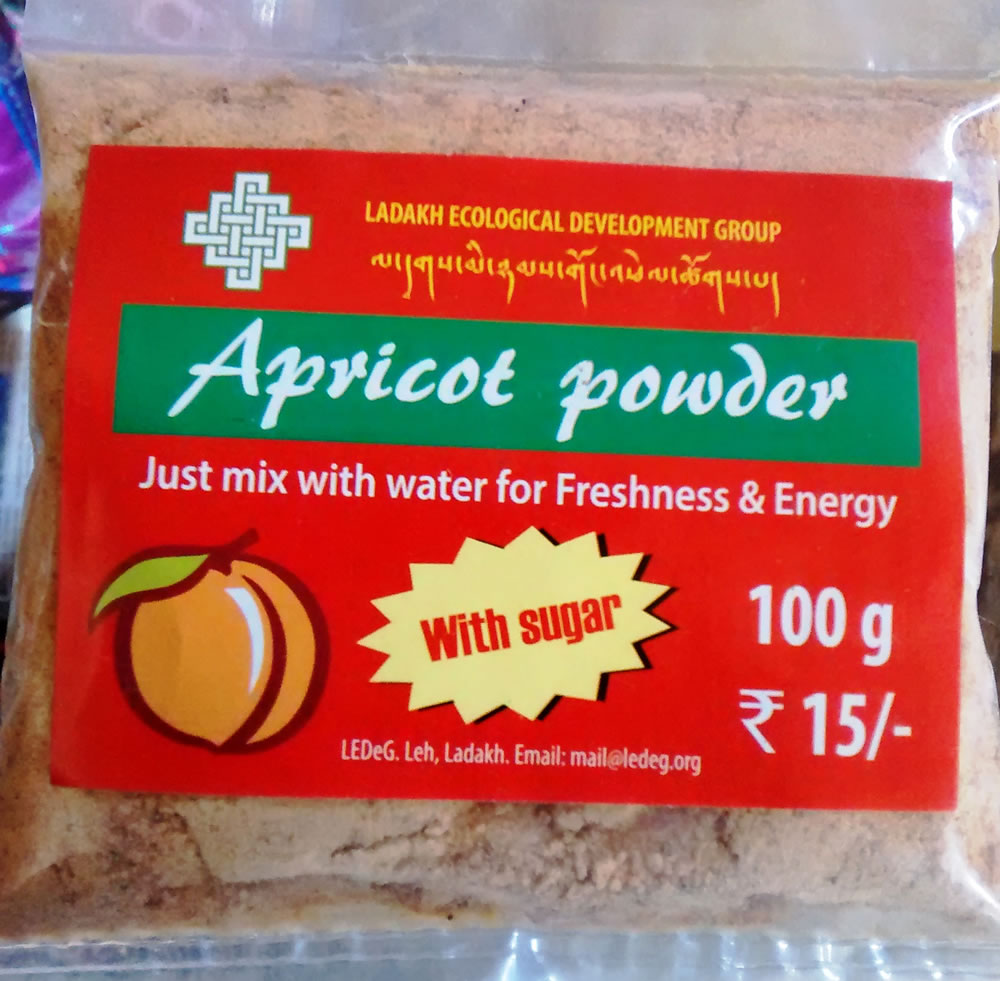 LADAKH ECOLOGICAL DEVELOPMENT GROUP
Apricot powder
Just mix with water for Freshness & Energy
With sugar
100 g
₹ 15/-
LEDeG. Leh, Ladakh. Email: mail@ledeg.org